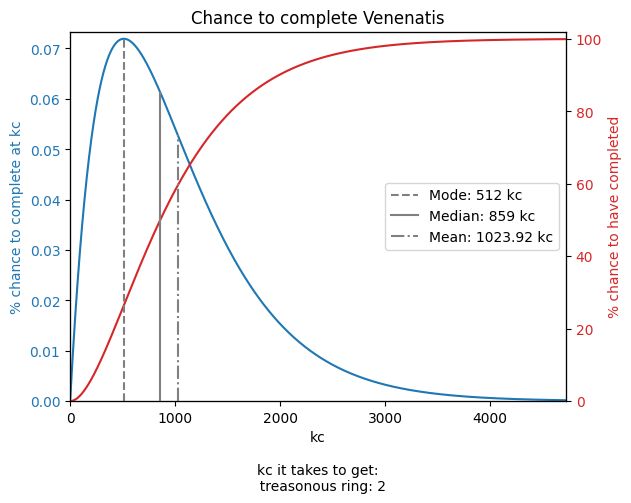 Chance to complete Venenatis
% chance to complete at kc
0.07
0.06
0.05
0.04
0.03
0.02
0.01
0.00
100
80
60
40
20
0
% chance to have completed
Mode: 512 kc
Median: 859 kc
Mean: 1023.92 kc
0 1000 2000 3000 4000
kc
kc it takes to get:
treasonous ring: 2